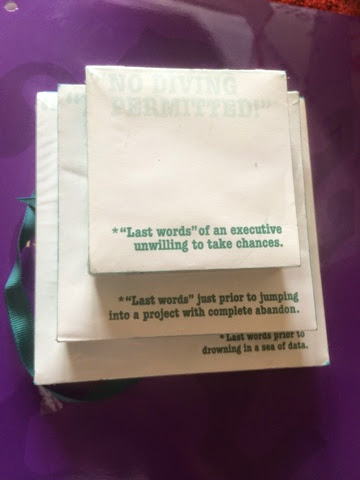 "NO DIVING
PERMITTED!"
*"Last words" of an executive
unwilling to take chances.
*"Last words" just prior to jumping
into a project with complete abandon.
*Last words prior to
drowning in a sea of data.